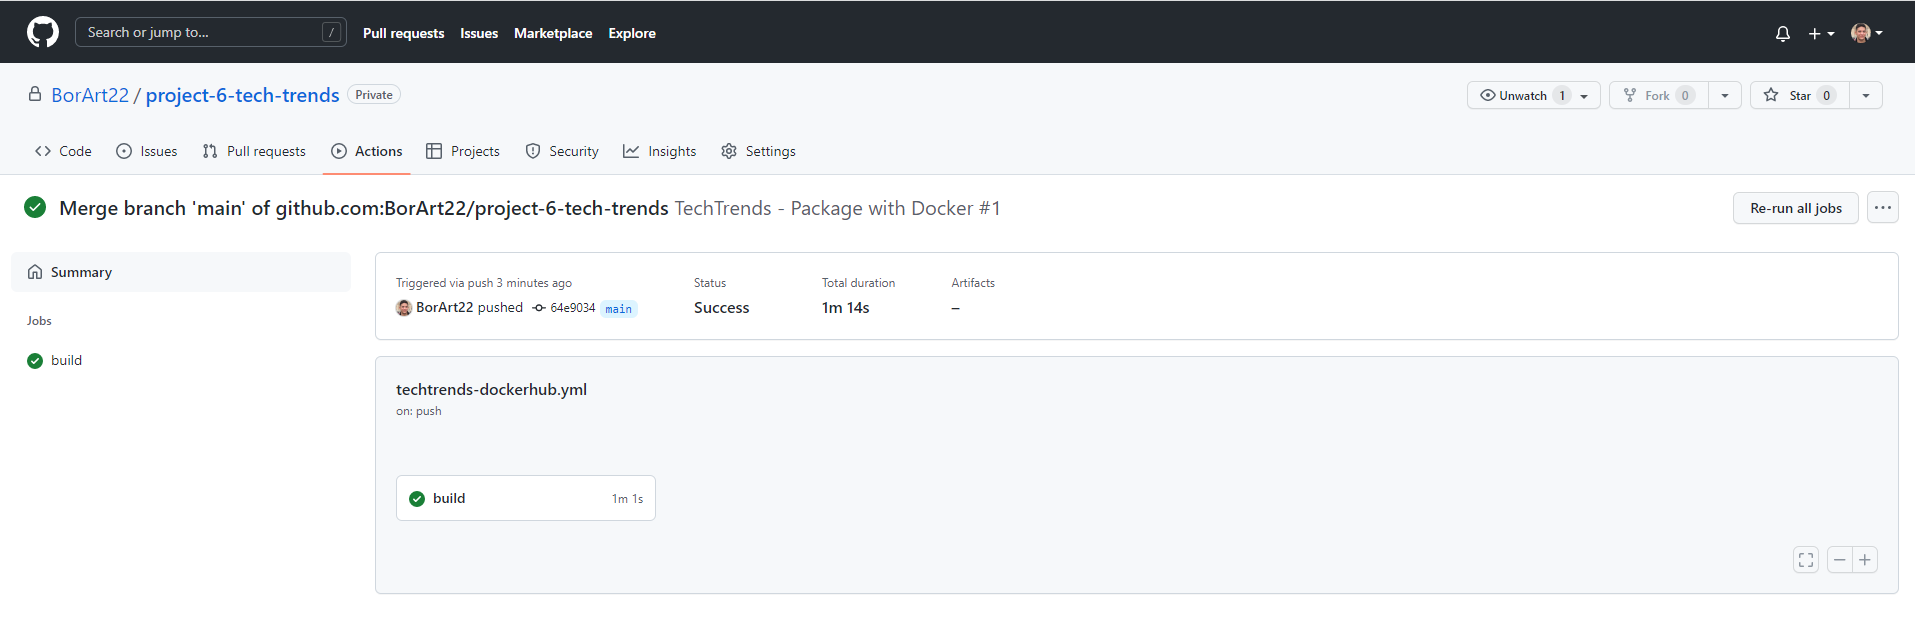 Search or jump to... / Pull requests Issues Marketplace Explore
BorArt22 / project-6-tech-trends Private Unwatch 1 Fork 0 Star 0
Code Issues Pull requests Actions Projects Security Insights Settings
Merge branch 'main' of github.com:BorArt22/project-6-tech-trends TechTrends - Package with Docker #1 Re-run all jobs
Summary
Jobs
build
Triggered via push 3 minutes ago Status Total duration Artifacts
BorArt22 pushed 64e9034 main Success 1m 14s –
techtrends-dockerhub.yml
on: push
build 1m 1s